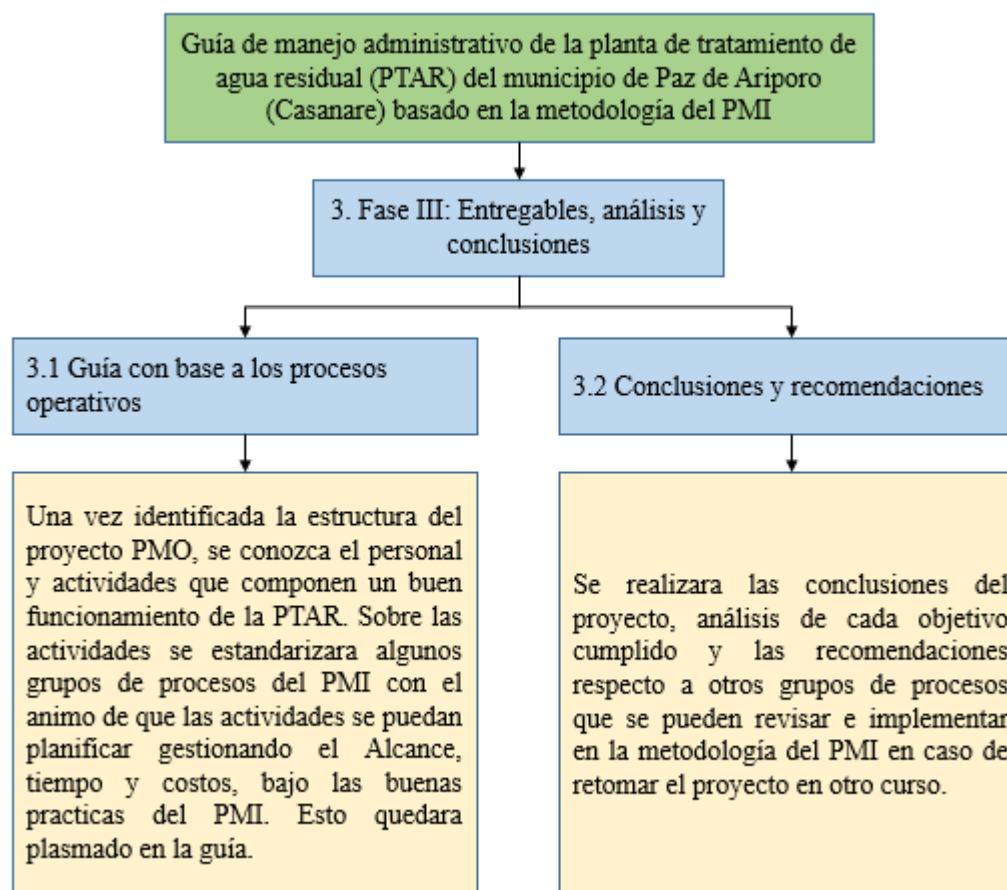 Guía de manejo administrativo de la planta de tratamiento de
agua residual (PTAR) del municipio de Paz de Ariporo
(Casanare) basado en la metodología del PMI
3. Fase III: Entregables, análisis y
conclusiones
3.1 Guía con base a los procesos
operativos
3.2 Conclusiones y recomendaciones
Una vez identificada la estructura del
proyecto PMO, se conozca el personal
y actividades que componen un buen
funcionamiento de la PTAR. Sobre las
actividades se estandarizara algunos
grupos de procesos del PMI con el
animo de que las actividades se puedan
planificar gestionando el Alcance,
tiempo y costos, bajo las buenas
practicas del PMI. Esto quedara
plasmado en la guía.
Se realizara las conclusiones del
proyecto, análisis de cada objetivo
cumplido y las recomendaciones
respecto a otros grupos de procesos
que se pueden revisar e implementar
en la metodología del PMI en caso de
retomar el proyecto en otro curso.